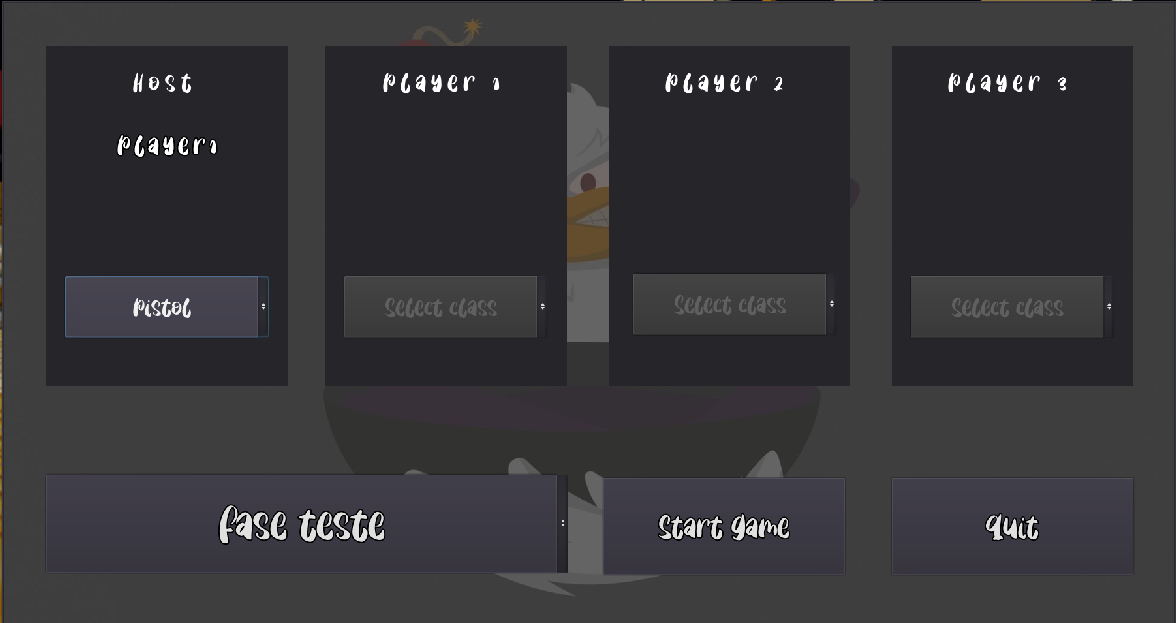 Host
Player 1
Player 2
Player 3
Player1
Pistol
Select class
Select class
Select class
fase teste
Start game
Quit